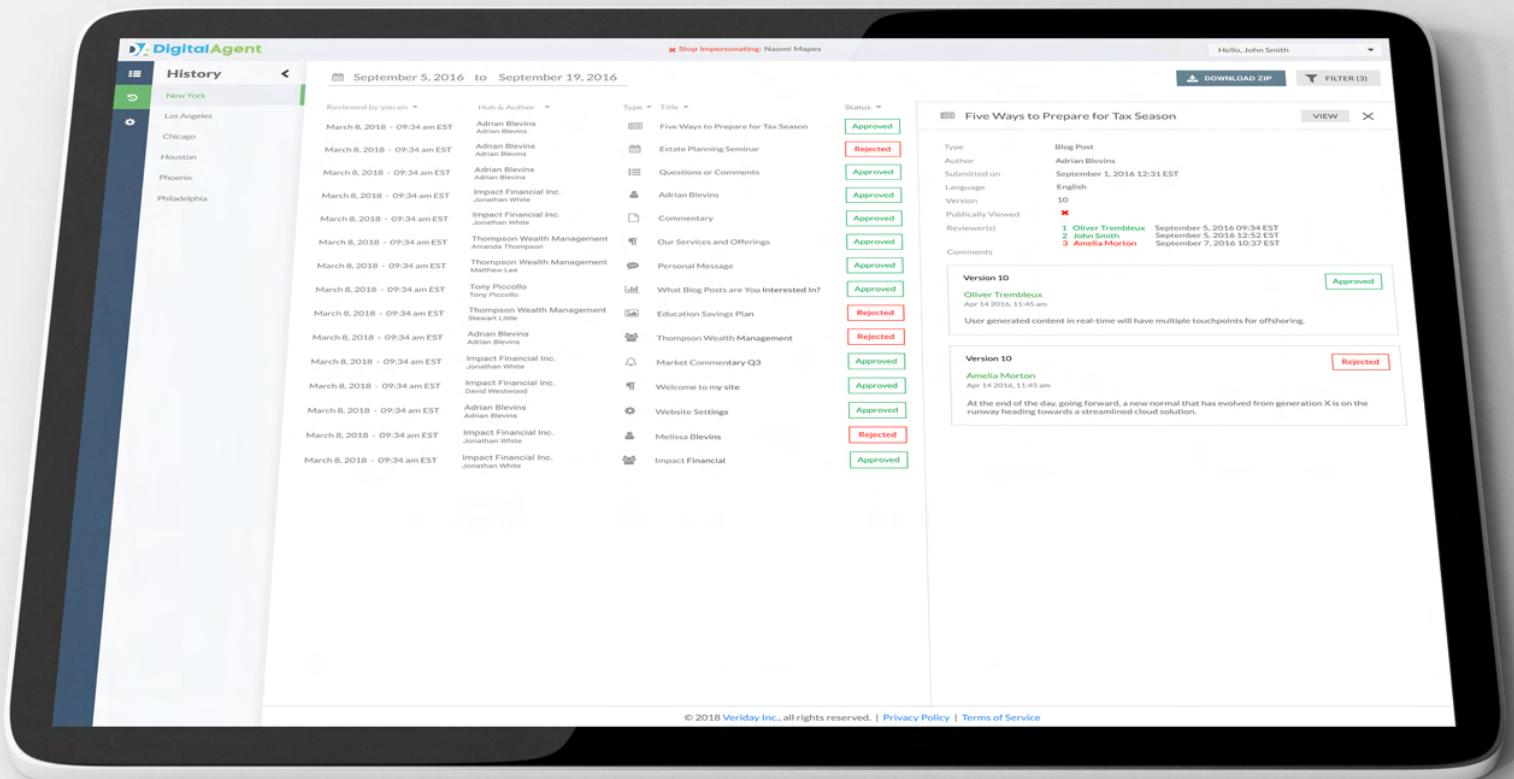 DigitalAgent
Stop Impersonating: Naomi Mapes
Hello, John Smith
History
New York
Los Angeles
Chicago
Houston
Phoenix
Philadelphia
September 5, 2016 to September 19, 2016
DOWNLOAD ZIP
FILTER (3)
Reviewed by you on Hub & Author Type Title Status
March 8, 2018 - 09:34 am EST Adrian Blevins Five Ways to Prepare for Tax Season Approved
Adrian Blevins
March 8, 2018 - 09:34 am EST Adrian Blevins Estate Planning Seminar Rejected
Adrian Blevins
March 8, 2018 - 09:34 am EST Adrian Blevins Questions or Comments Approved
Adrian Blevins
March 8, 2018 - 09:34 am EST Impact Financial Inc. Adrian Blevins Approved
Jonathan White
March 8, 2018 - 09:34 am EST Impact Financial Inc. Commentary Approved
Jonathan White
March 8, 2018 - 09:34 am EST Thompson Wealth Management Our Services and Offerings Approved
Amanda Thompson
March 8, 2018 - 09:34 am EST Thompson Wealth Management Personal Message Approved
Matthew Lee
March 8, 2018 - 09:34 am EST Tony Piccollo What Blog Posts are You Interested In? Approved
Tony Piccollo
March 8, 2018 - 09:34 am EST Thompson Wealth Management Education Savings Plan Rejected
Stewart Little
March 8, 2018 - 09:34 am EST Adrian Blevins Thompson Wealth Management Rejected
Adrian Blevins
March 8, 2018 - 09:34 am EST Impact Financial Inc. Market Commentary Q3 Approved
Jonathan White
March 8, 2018 - 09:34 am EST Impact Financial Inc. Welcome to my site Approved
David Westwood
March 8, 2018 - 09:34 am EST Adrian Blevins Website Settings Approved
Adrian Blevins
March 8, 2018 - 09:34 am EST Impact Financial Inc. Melissa Blevins Rejected
Jonathan White
March 8, 2018 - 09:34 am EST Impact Financial Inc. Impact Financial Approved
Jonathan White
Five Ways to Prepare for Tax Season
VIEW
Type Blog Post
Author Adrian Blevins
Submitted on September 1, 2016 12:31 EST
Language English
Version 10
Publically Viewed
Reviewer(s) 1 Oliver Trembleux September 5, 2016 09:34 EST
2 John Smith September 5, 2016 12:52 EST
3 Amelia Morton September 7, 2016 10:37 EST
Comments
Version 10 Approved
Oliver Trembleux
Apr 14 2016, 11:45 am
User generated content in real-time will have multiple touchpoints for offshoring.
Version 10 Rejected
Amelia Morton
Apr 14 2016, 11:45 am
At the end of the day, going forward, a new normal that has evolved from generation X is on the
runway heading towards a streamlined cloud solution.
© 2018 Veriday Inc., all rights reserved. | Privacy Policy | Terms of Service